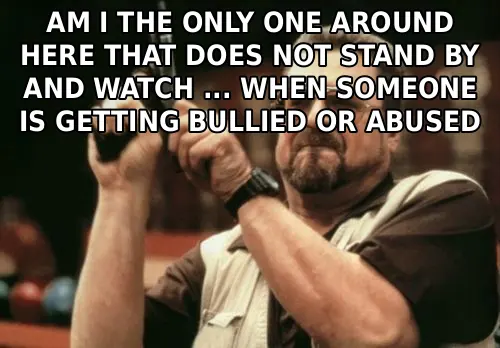 AM I THE ONLY ONE AROUND
HERE THAT DOES NOT STAND BY
AND WATCH ... WHEN SOMEONE
IS GETTING BULLIED OR ABUSED